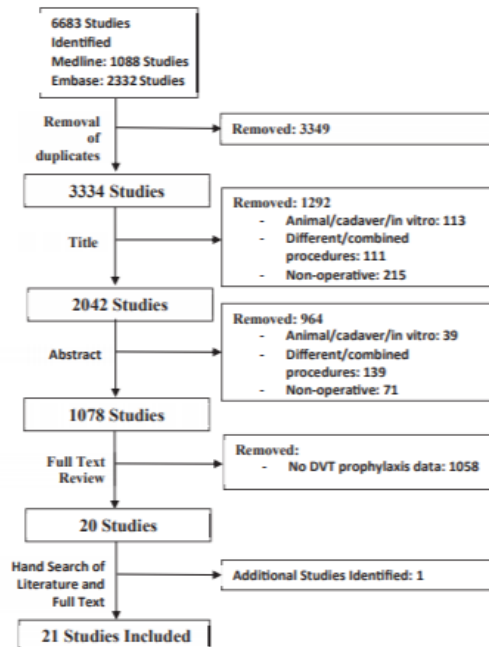 6683 Studies
Identified
Medline: 1088 Studies
Embase: 2332 Studies
Removal
of
duplicates
Removed: 3349
3334 Studies
Title
Removed: 1292
- Animal/cadaver/in vitro: 113
- Different/combined
procedures: 111
- Non-operative: 215
2042 Studies
Abstract
Removed: 964
- Animal/cadaver/in vitro: 39
- Different/combined
procedures: 139
- Non-operative: 71
1078 Studies
Full Text
Review
Removed:
- No DVT prophylaxis data: 1058
20 Studies
Hand Search of
Literature and
Full Text
Additional Studies Identified: 1
21 Studies Included